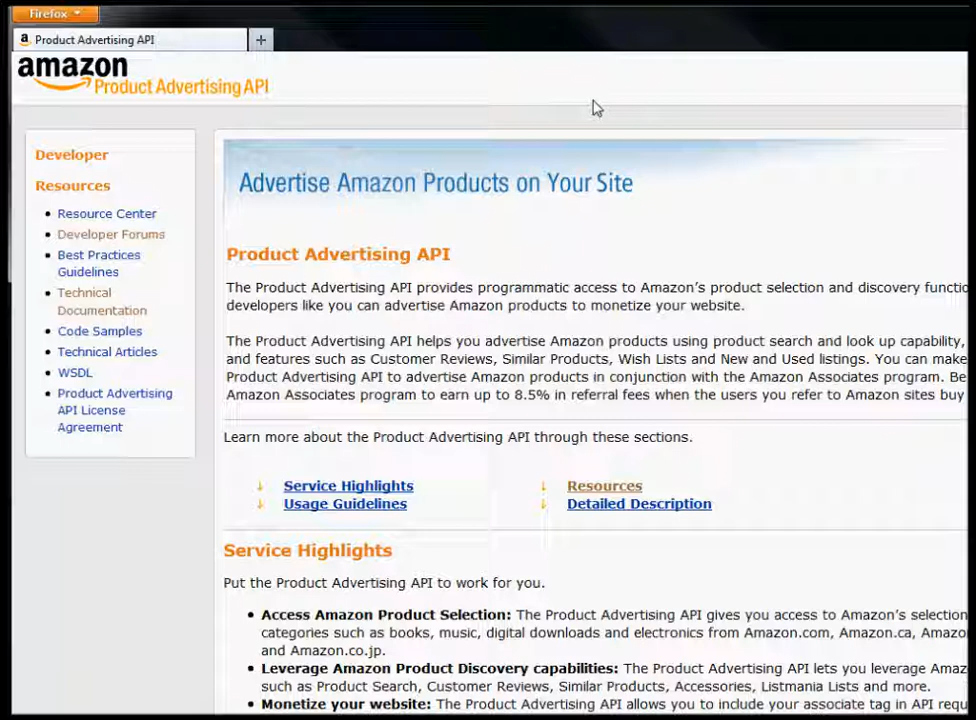 Firefox
Product Advertising API
amazon
Product Advertising API
Developer
Resources
Resource Center
Developer Forums
Best Practices
Guidelines
Technical
Documentation
Code Samples
Technical Articles
WSDL
Product Advertising
API License
Agreement
Advertise Amazon Products on Your Site
Product Advertising API
The Product Advertising API provides programmatic access to Amazon's product selection and discovery functio
developers like you can advertise Amazon products to monetize your website.
The Product Advertising API helps you advertise Amazon products using product search and look up capability,
and features such as Customer Reviews, Similar Products, Wish Lists and New and Used listings. You can make
Product Advertising API to advertise Amazon products in conjunction with the Amazon Associates program. Be
Amazon Associates program to earn up to 8.5% in referral fees when the users you refer to Amazon sites buy
Learn more about the Product Advertising API through these sections.
Service Highlights Resources
Usage Guidelines Detailed Description
Service Highlights
Put the Product Advertising API to work for you.
Access Amazon Product Selection: The Product Advertising API gives you access to Amazon's selection
categories such as books, music, digital downloads and electronics from Amazon.com, Amazon.ca, Amazo
and Amazon.co.jp.
Leverage Amazon Product Discovery capabilities: The Product Advertising API lets you leverage Amaz
such as Product Search, Customer Reviews, Similar Products, Accessories, Listmania Lists and more.
Monetize your website: The Product Advertising API allows you to include your associate tag in API requ